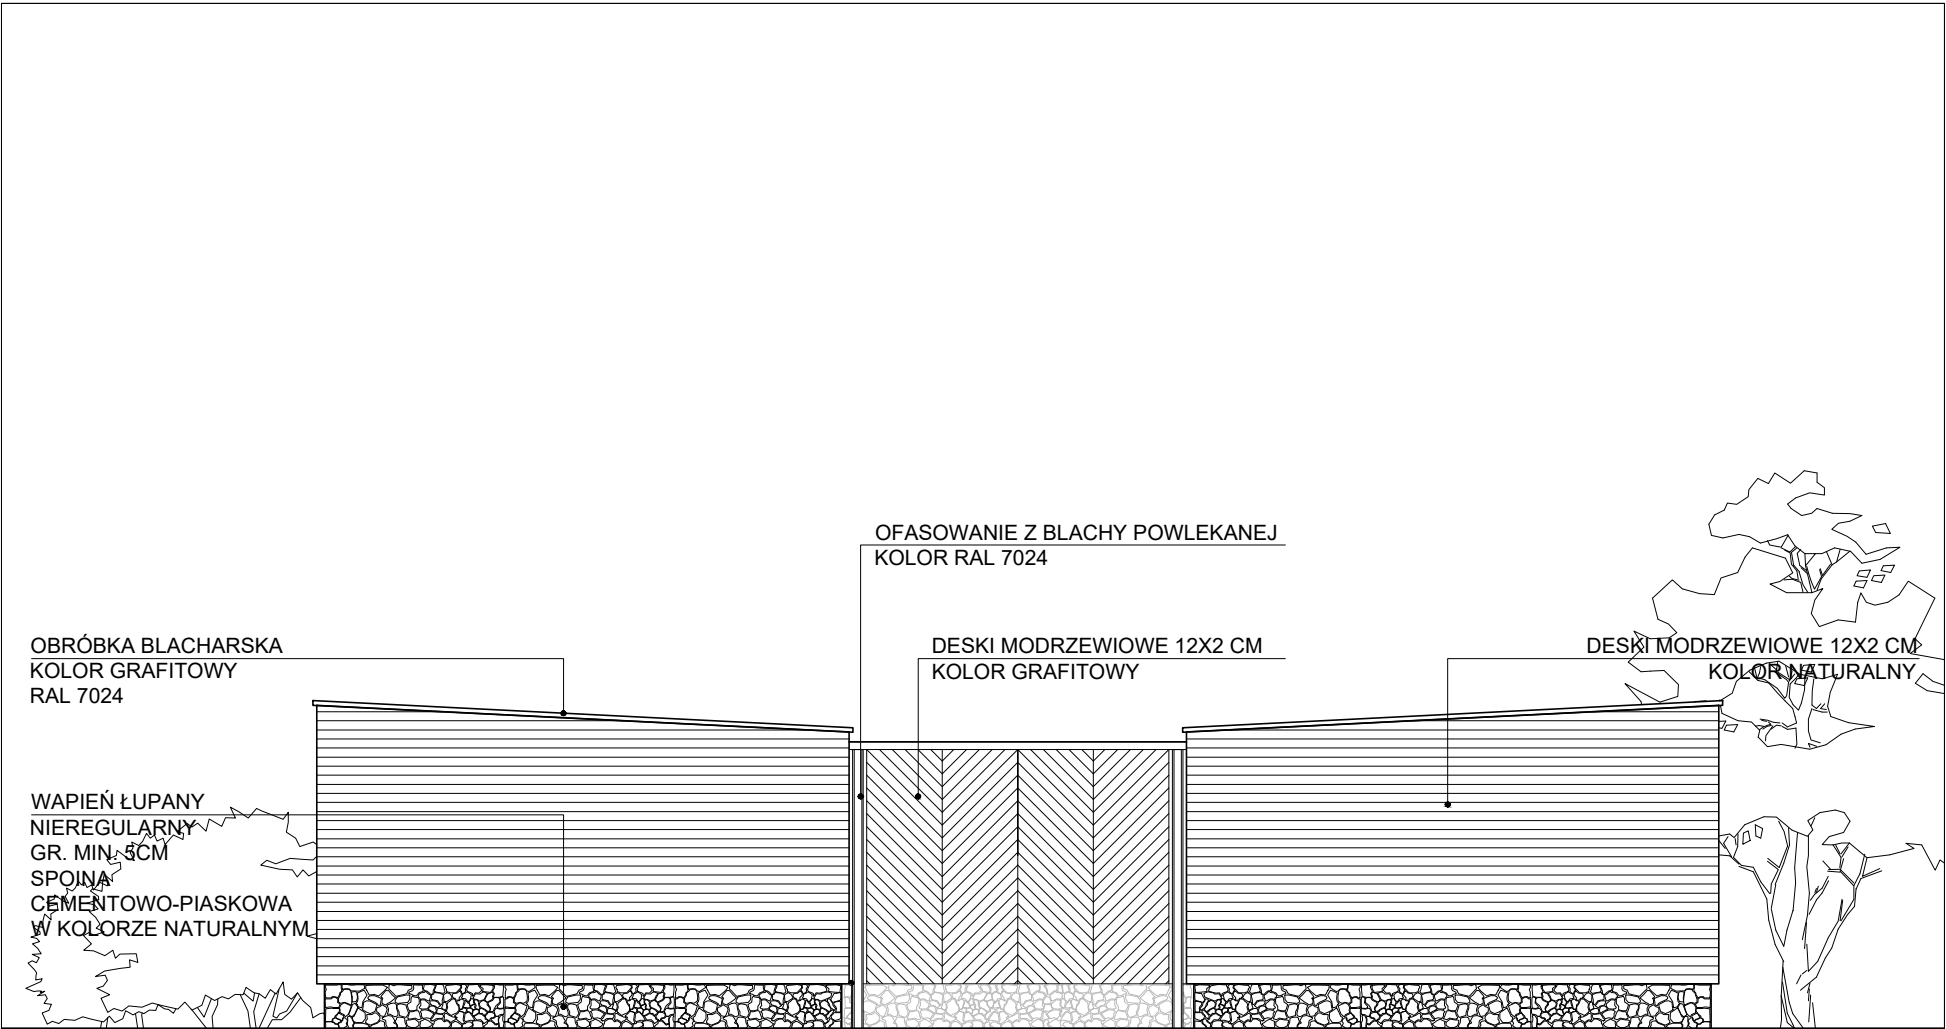 OFASOWANIE Z BLACHY POWLEKANEJ
KOLOR RAL 7024
OBRÓBKA BLACHARSKA
KOLOR GRAFITOWY
RAL 7024
DESKI MODRZEWIOWE 12X2 CM
KOLOR GRAFITOWY
DESKI MODRZEWIOWE 12X2 CM
KOLOR NATURALNY
WAPIEŃ ŁUPANY
NIEREGULARNY
GR. MIN. 5CM
SPOINA
CEMENTOWO-PIASKOWA
W KOLORZE NATURALNYM